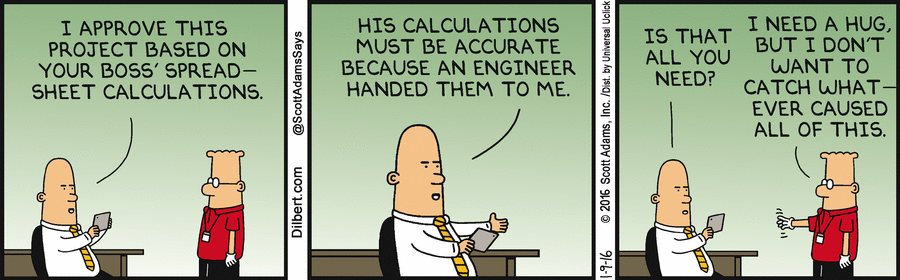 I APPROVE THIS
PROJECT BASED ON
YOUR BOSS' SPREAD-
SHEET CALCULATIONS.
Dilbert.com @ScottAdamsSays
HIS CALCULATIONS
MUST BE ACCURATE
BECAUSE AN ENGINEER
HANDED THEM TO ME.
1-9-16 © 2016 Scott Adams, Inc. /Dist. by Universal Uclick
IS THAT
ALL YOU
NEED?
I NEED A HUG,
BUT I DON'T
WANT TO
CATCH WHAT-
EVER CAUSED
ALL OF THIS.